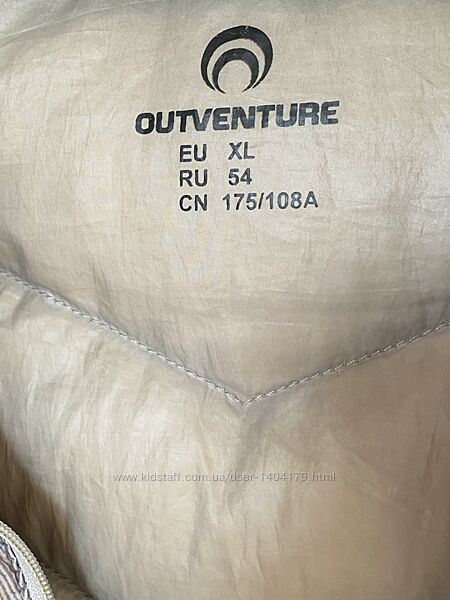 OUTVENTURE
EU XL
RU 54
CN 175/108A
www.kidstaff.com.ua/user-1404179.html